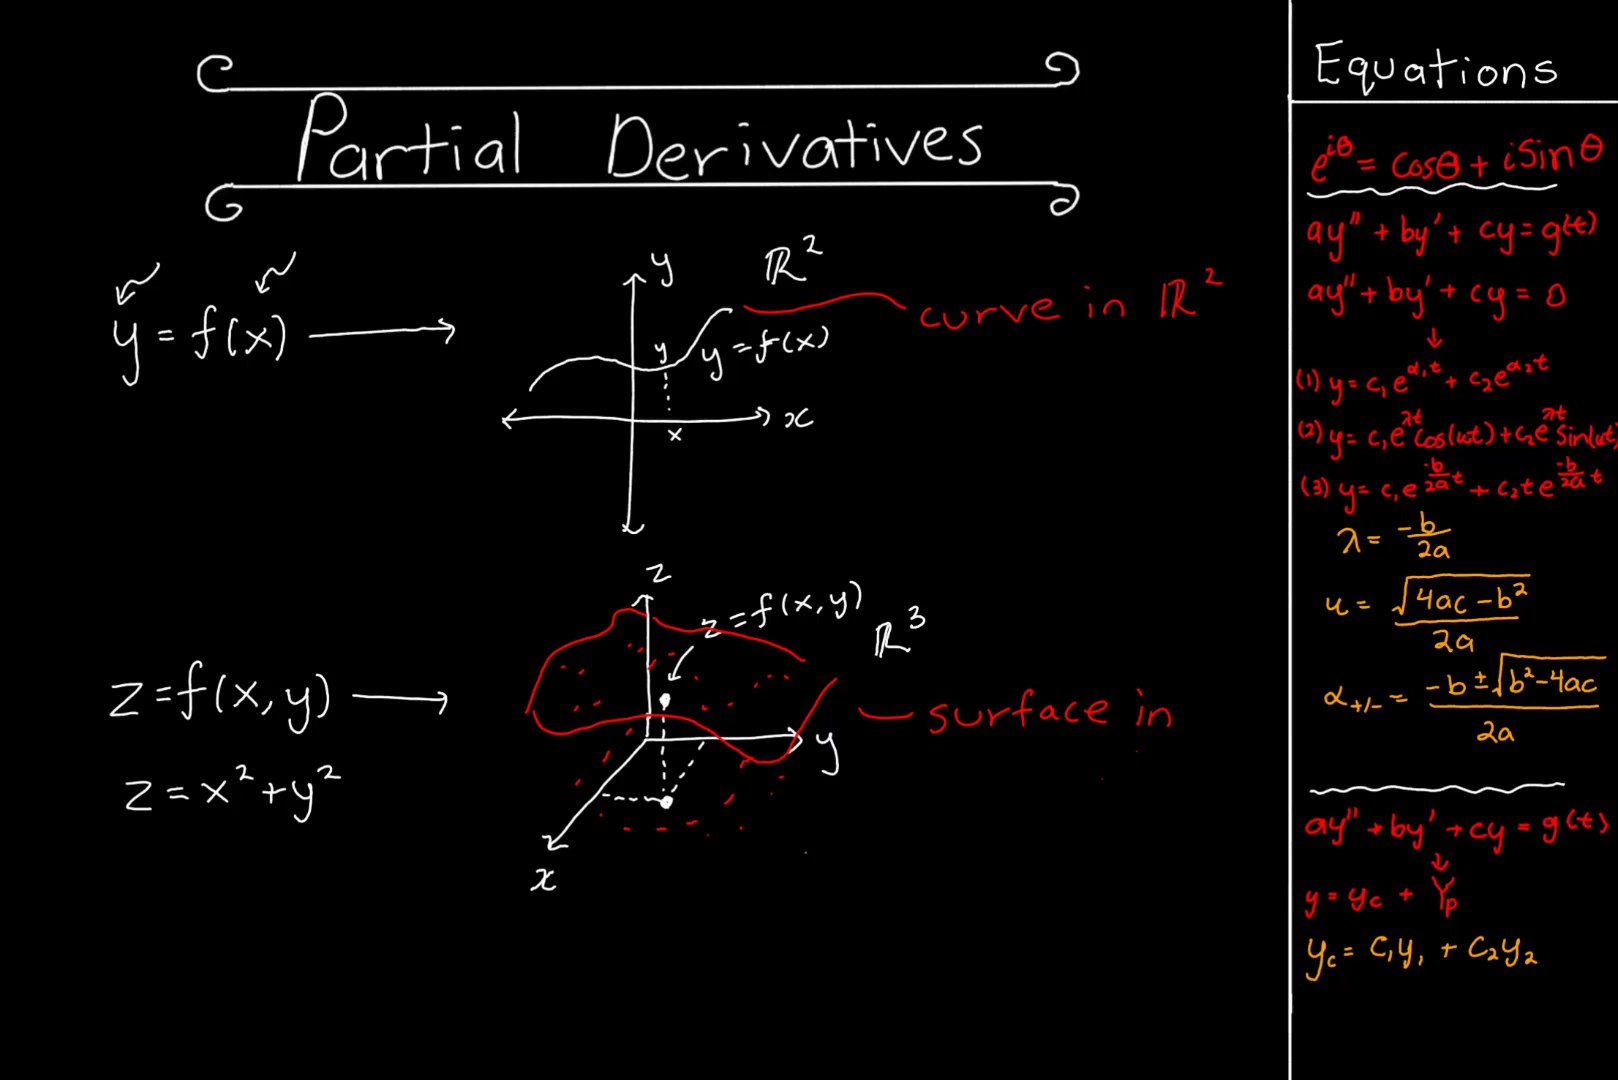 Partial Derivatives
y = f(x)
y
ℝ²
curve in ℝ²
y = f(x)
y
x
x
z = f(x, y)
z = x² + y²
z
z = f(x, y)
ℝ³
surface in
y
x
Equations
e^{iθ} = cosθ + i sinθ
ay'' + by' + cy = g(t)
ay'' + by' + cy = 0
↓
(1) y = c₁e^{α₁t} + c₂e^{α₂t}
(2) y = c₁e^{λt}cos(ut) + c₂e^{λt}sin(ut)
(3) y = c₁e^{-b/2a t} + c₂te^{-b/2a t}
λ = -b/2a
u = √(4ac - b²)/2a
α₊/₋ = (-b ± √(b² - 4ac))/2a
ay'' + by' + cy = g(t)
↓
y = y_c + Y_p
y_c = c₁y₁ + c₂y₂